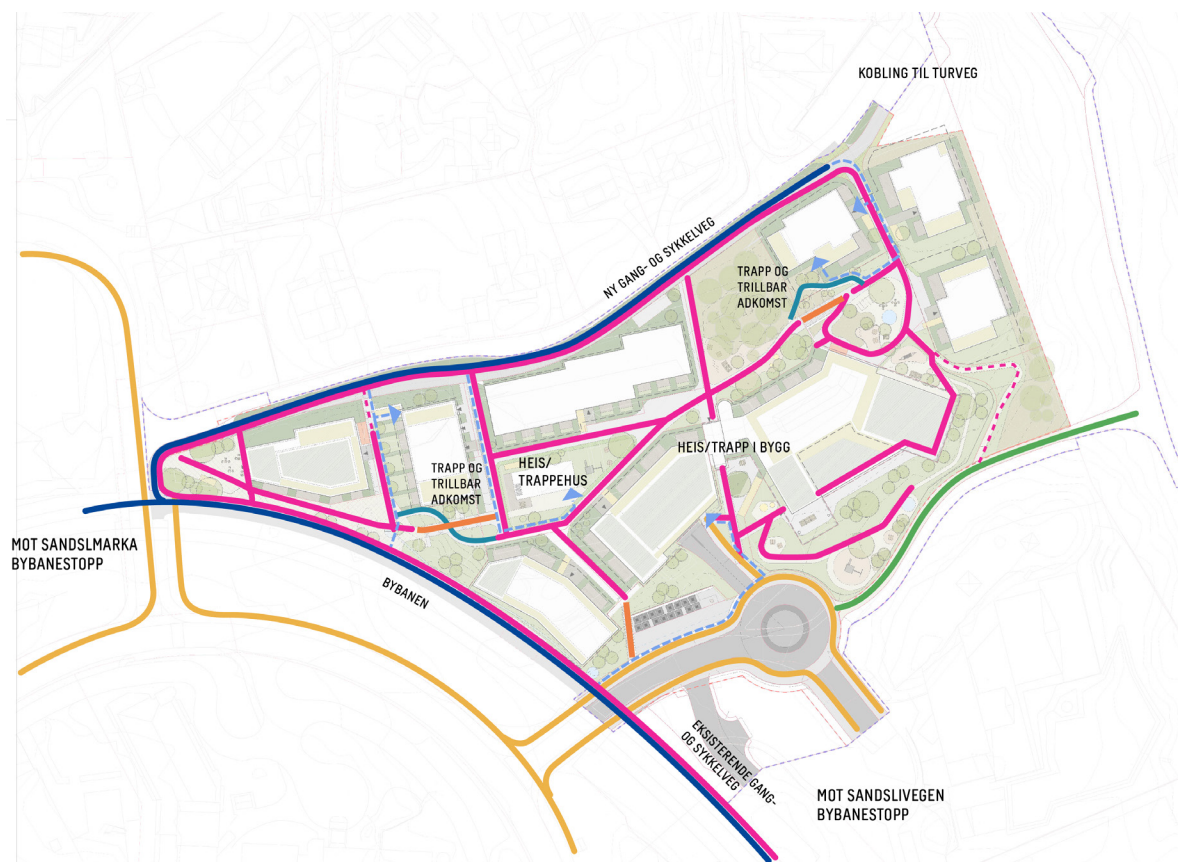 KOBLING TIL TURVEG
NY GANG- OG SYKKELVEG
TRAPP OG
TRILLBAR
ADKOMST
HEIS/TRAPP I BYGG
HEIS/
TRAPPEHUS
TRAPP OG
TRILLBAR
ADKOMST
MOT SANDSLMARKA
BYBANESTOPP
BYBANEN
EKSISTERENDE GANG-
OG SYKKELVEG
MOT SANDSLIVEGEN
BYBANESTOPP